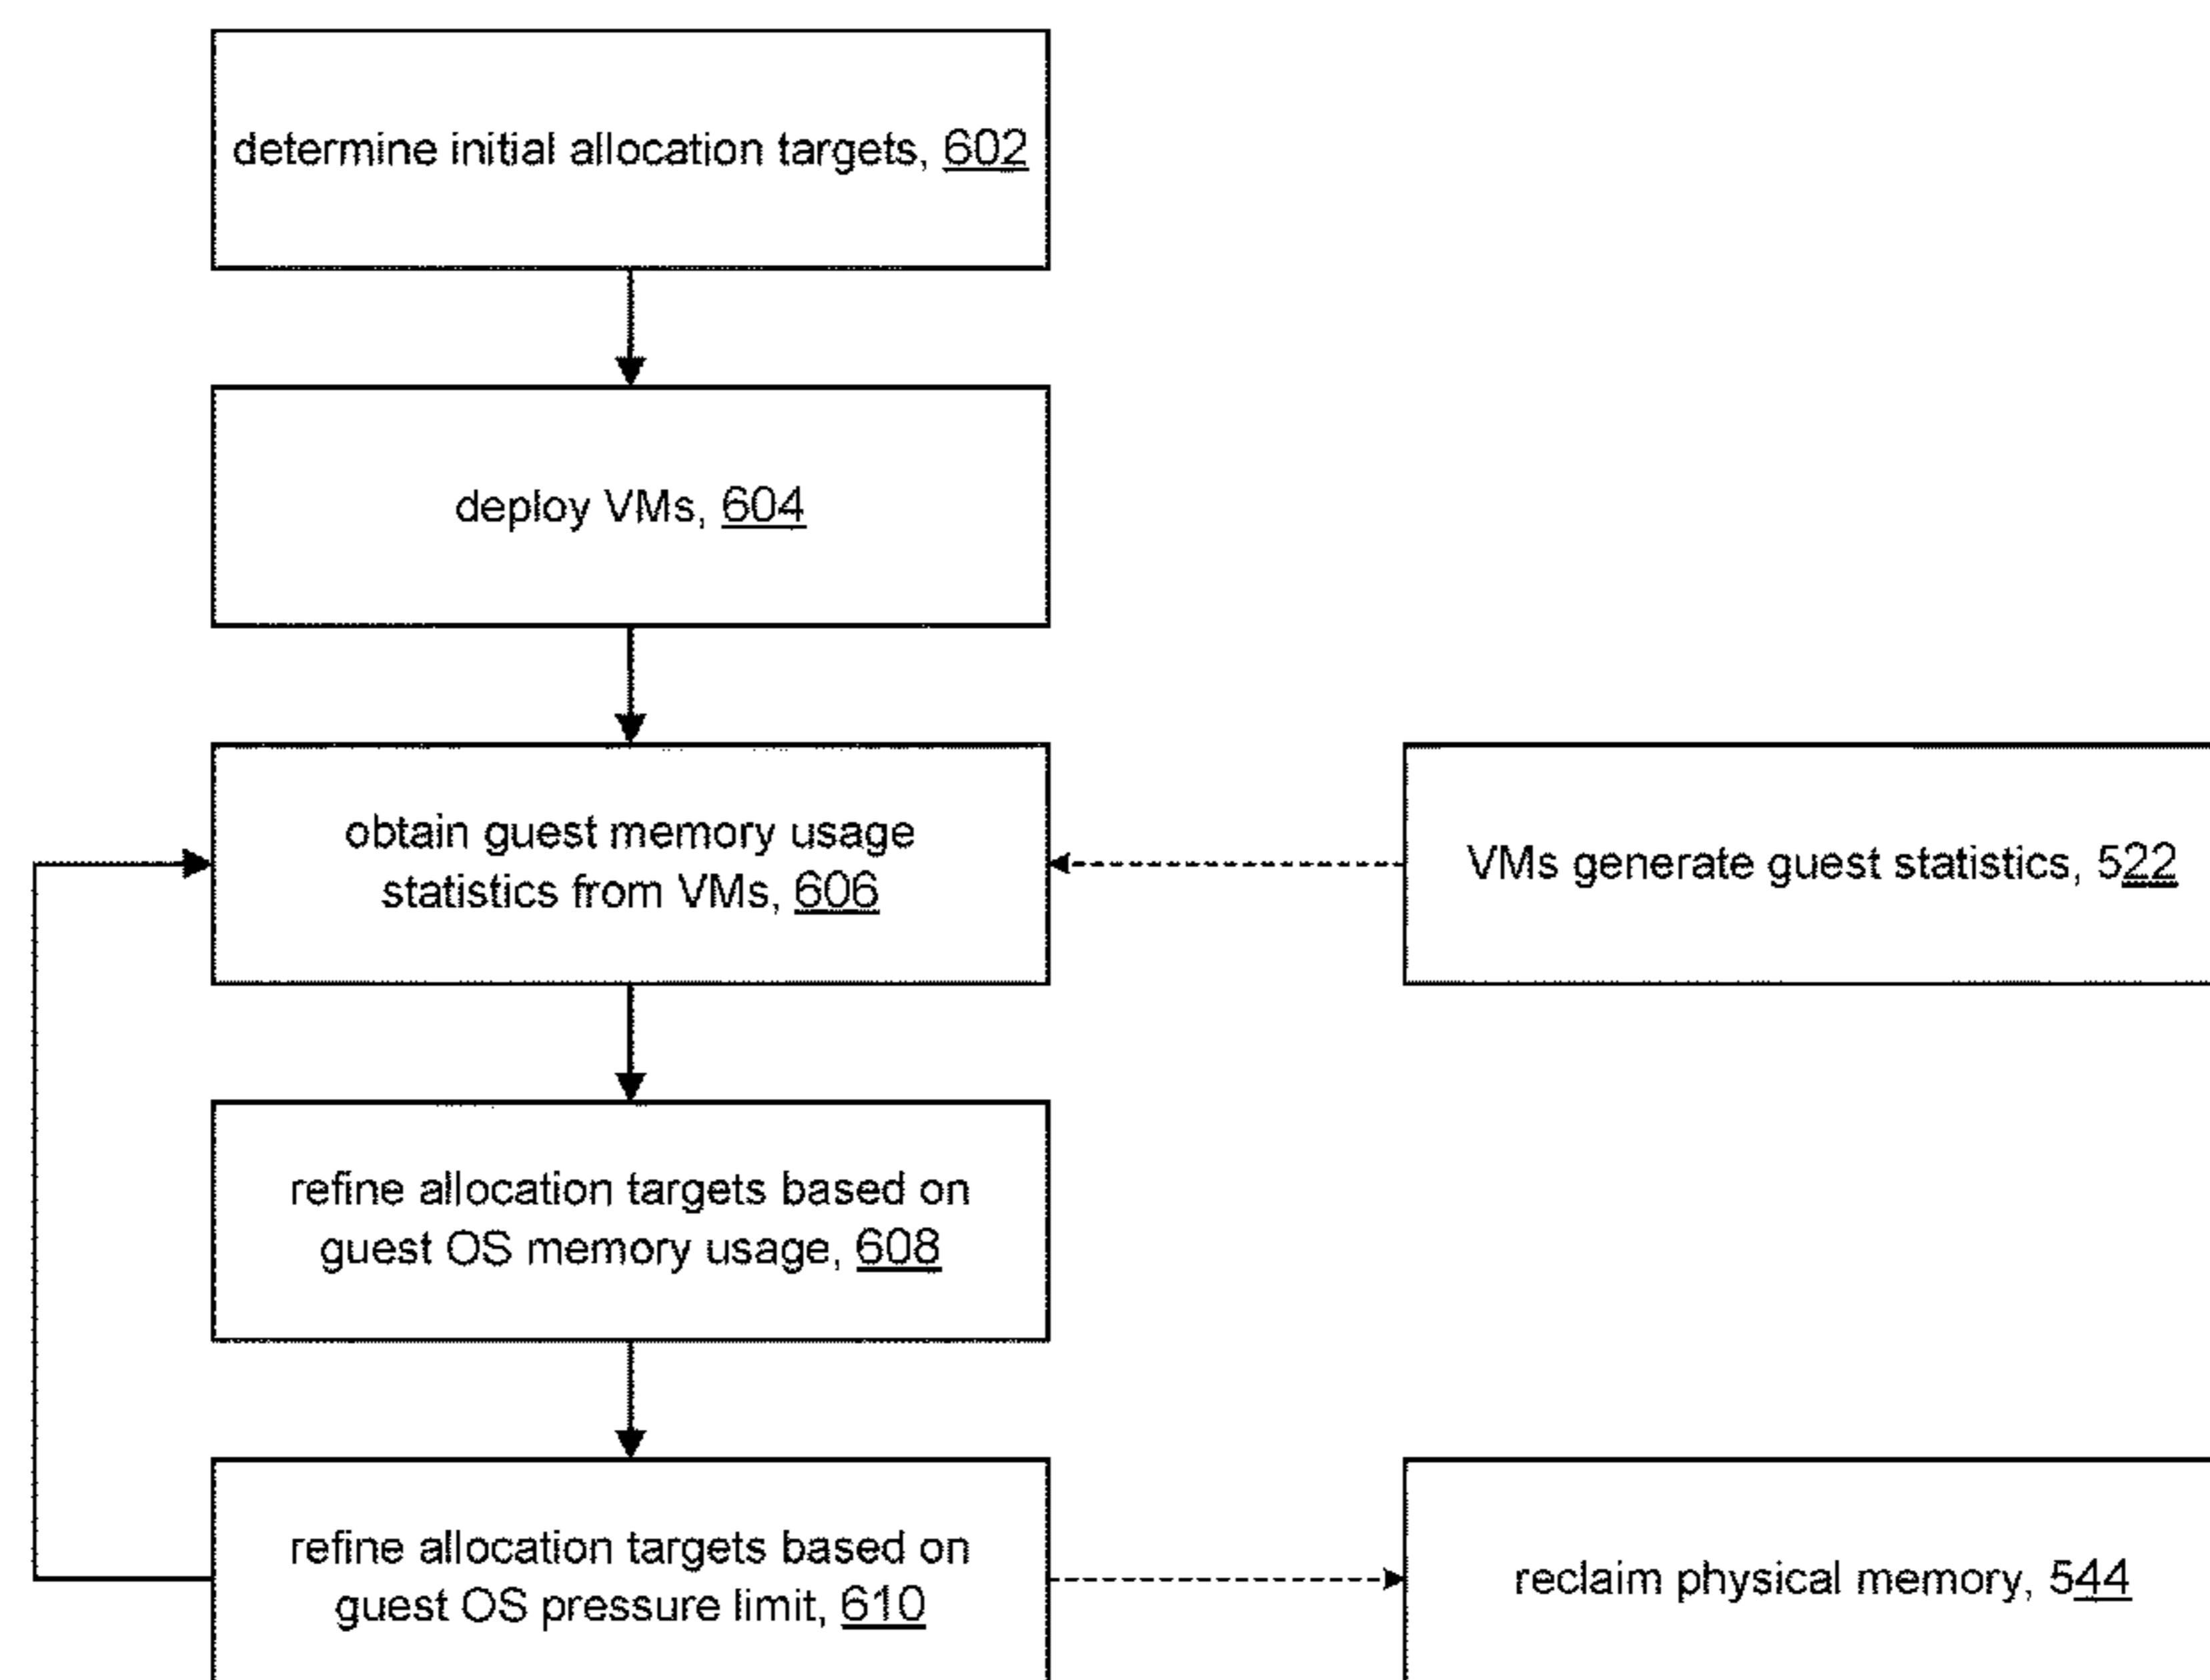 determine initial allocation targets, 602
deploy VMs, 604
obtain guest memory usage
statistics from VMs, 606
VMs generate guest statistics, 522
refine allocation targets based on
guest OS memory usage, 608
refine allocation targets based on
guest OS pressure limit, 610
reclaim physical memory, 544